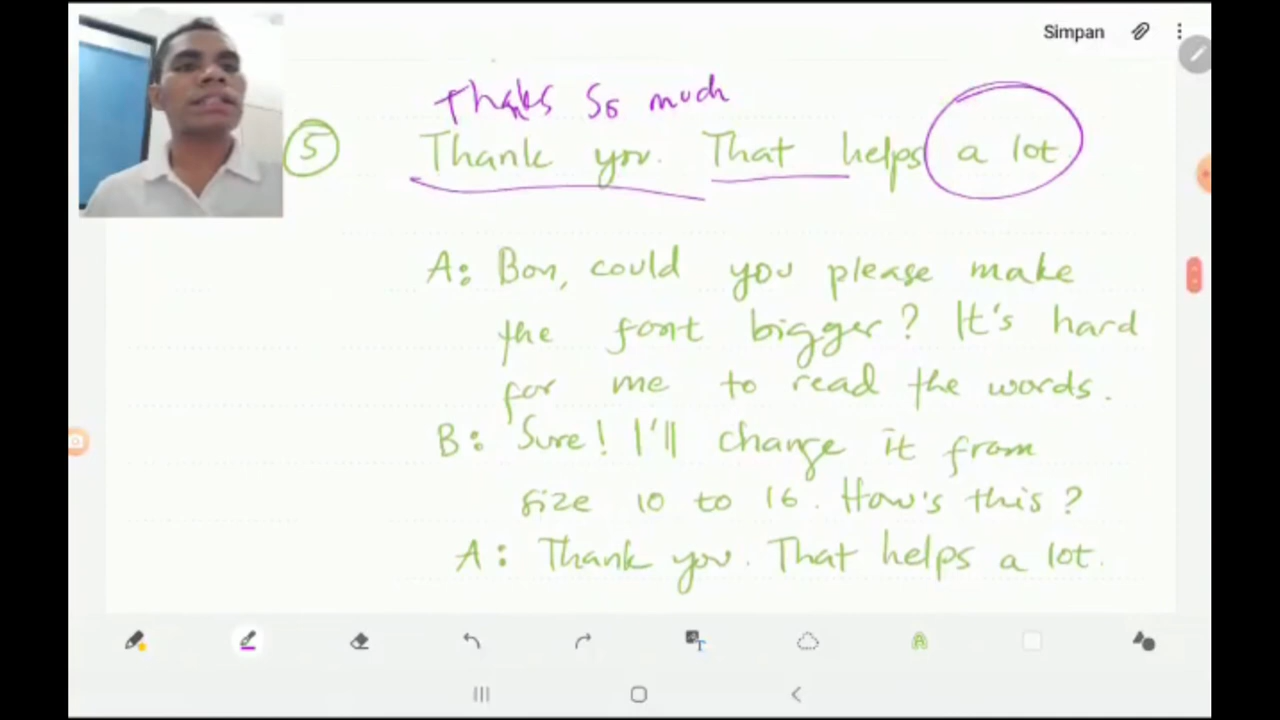 Simpan
Thanks So much
5 Thank you. That helps a lot
A: Bon, could you please make
the font bigger? It's hard
for me to read the words.
B: Sure! I'll change it from
size 10 to 16. How's this?
A: Thank you. That helps a lot.